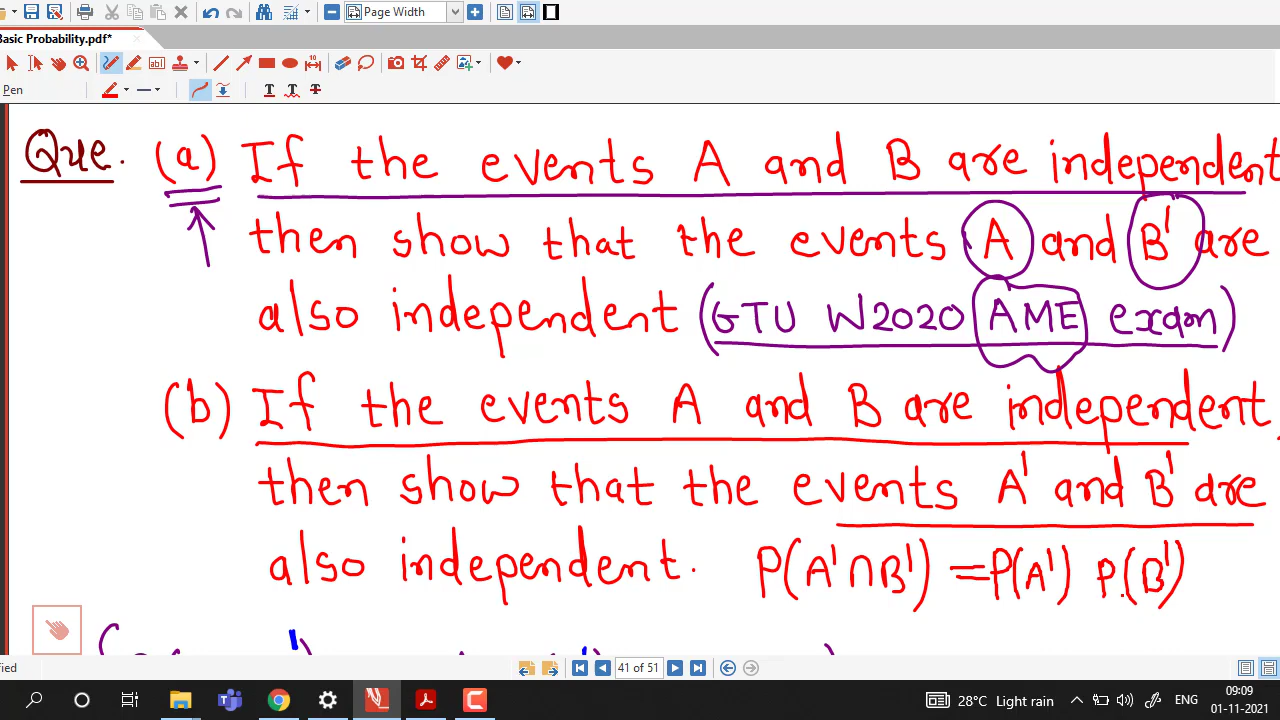 Page Width
Basic Probability.pdf*
Pen
Que. (a) If the events A and B are independent
then show that the events A and B' are
also independent (GTU W2020 AME exam)
(b) If the events A and B are independent.
then show that the events A' and B' are
also independent. P(A'∩B') = P(A') P(B')
41 of 51
28°C Light rain
ENG
09:09
01-11-2021